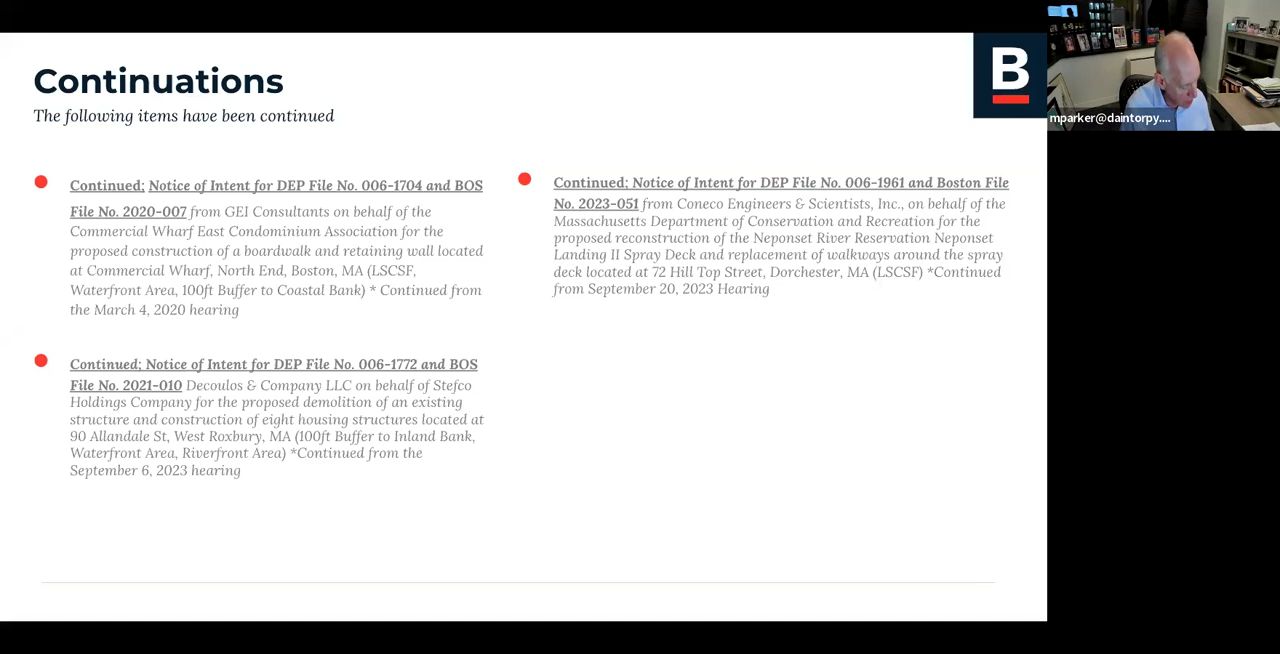 Continuations
The following items have been continued
B
Continued; Notice of Intent for DEP File No. 006-1704 and BOS
File No. 2020-007 from GEI Consultants on behalf of the
Commercial Wharf East Condominium Association for the
proposed construction of a boardwalk and retaining wall located
at Commercial Wharf, North End, Boston, MA (LSCSF,
Waterfront Area, 100ft Buffer to Coastal Bank) * Continued from
the March 4, 2020 hearing
Continued; Notice of Intent for DEP File No. 006-1772 and BOS
File No. 2021-010 Decoulos & Company LLC on behalf of Stefco
Holdings Company for the proposed demolition of an existing
structure and construction of eight housing structures located at
90 Allandale St, West Roxbury, MA (100ft Buffer to Inland Bank,
Waterfront Area, Riverfront Area) *Continued from the
September 6, 2023 hearing
Continued; Notice of Intent for DEP File No. 006-1961 and Boston File
No. 2023-051 from Coneco Engineers & Scientists, Inc., on behalf of the
Massachusetts Department of Conservation and Recreation for the
proposed reconstruction of the Neponset River Reservation Neponset
Landing II Spray Deck and replacement of walkways around the spray
deck located at 72 Hill Top Street, Dorchester, MA (LSCSF) *Continued
from September 20, 2023 Hearing
mparker@daintorpy....